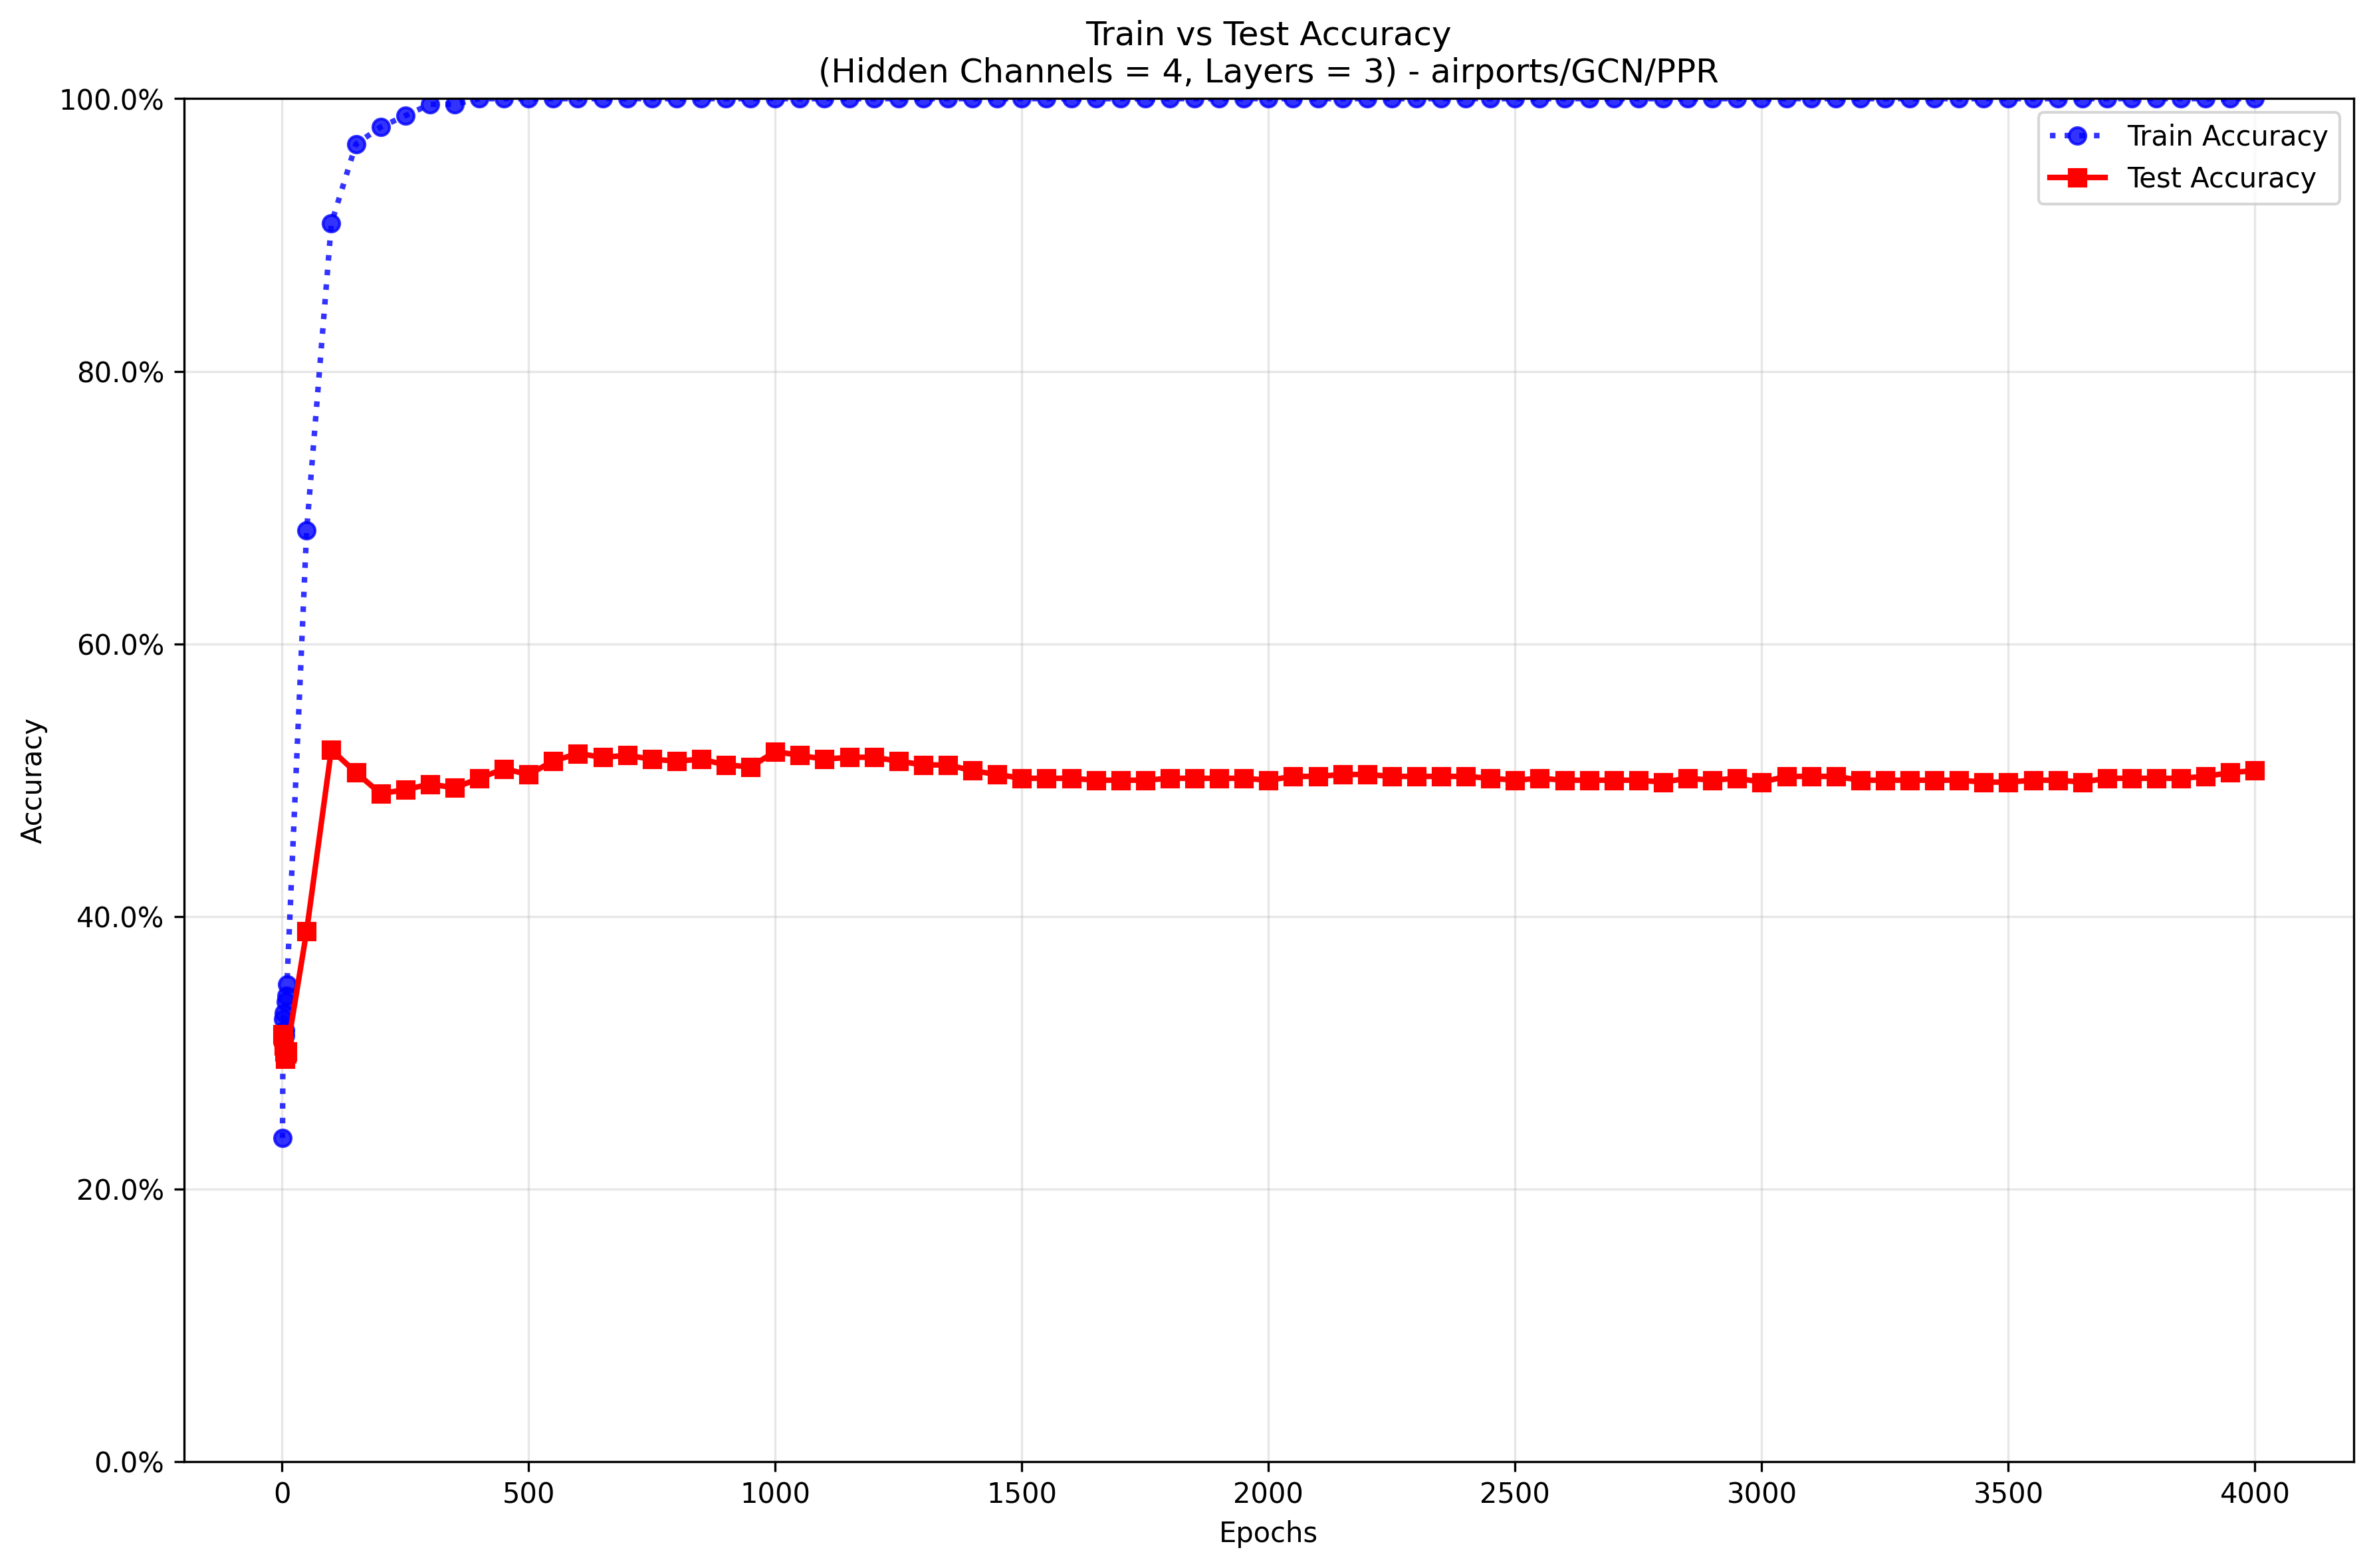 Train vs Test Accuracy
(Hidden Channels = 4, Layers = 3) - airports/GCN/PPR
100.0%
80.0%
60.0%
40.0%
20.0%
0.0%
Accuracy
Train Accuracy
Test Accuracy
0
500
1000
1500
2000
2500
3000
3500
4000
Epochs